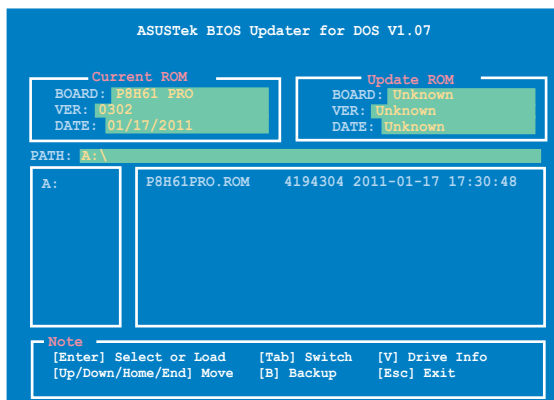 ASUSTek BIOS Updater for DOS V1.07
Current ROM
BOARD: P8H61 PRO
VER: 0302
DATE: 01/17/2011
Update ROM
BOARD: Unknown
VER: Unknown
DATE: Unknown
PATH: A:\
A:
P8H61PRO.ROM 4194304 2011-01-17 17:30:48
Note
[Enter] Select or Load [Tab] Switch [V] Drive Info
[Up/Down/Home/End] Move [B] Backup [Esc] Exit